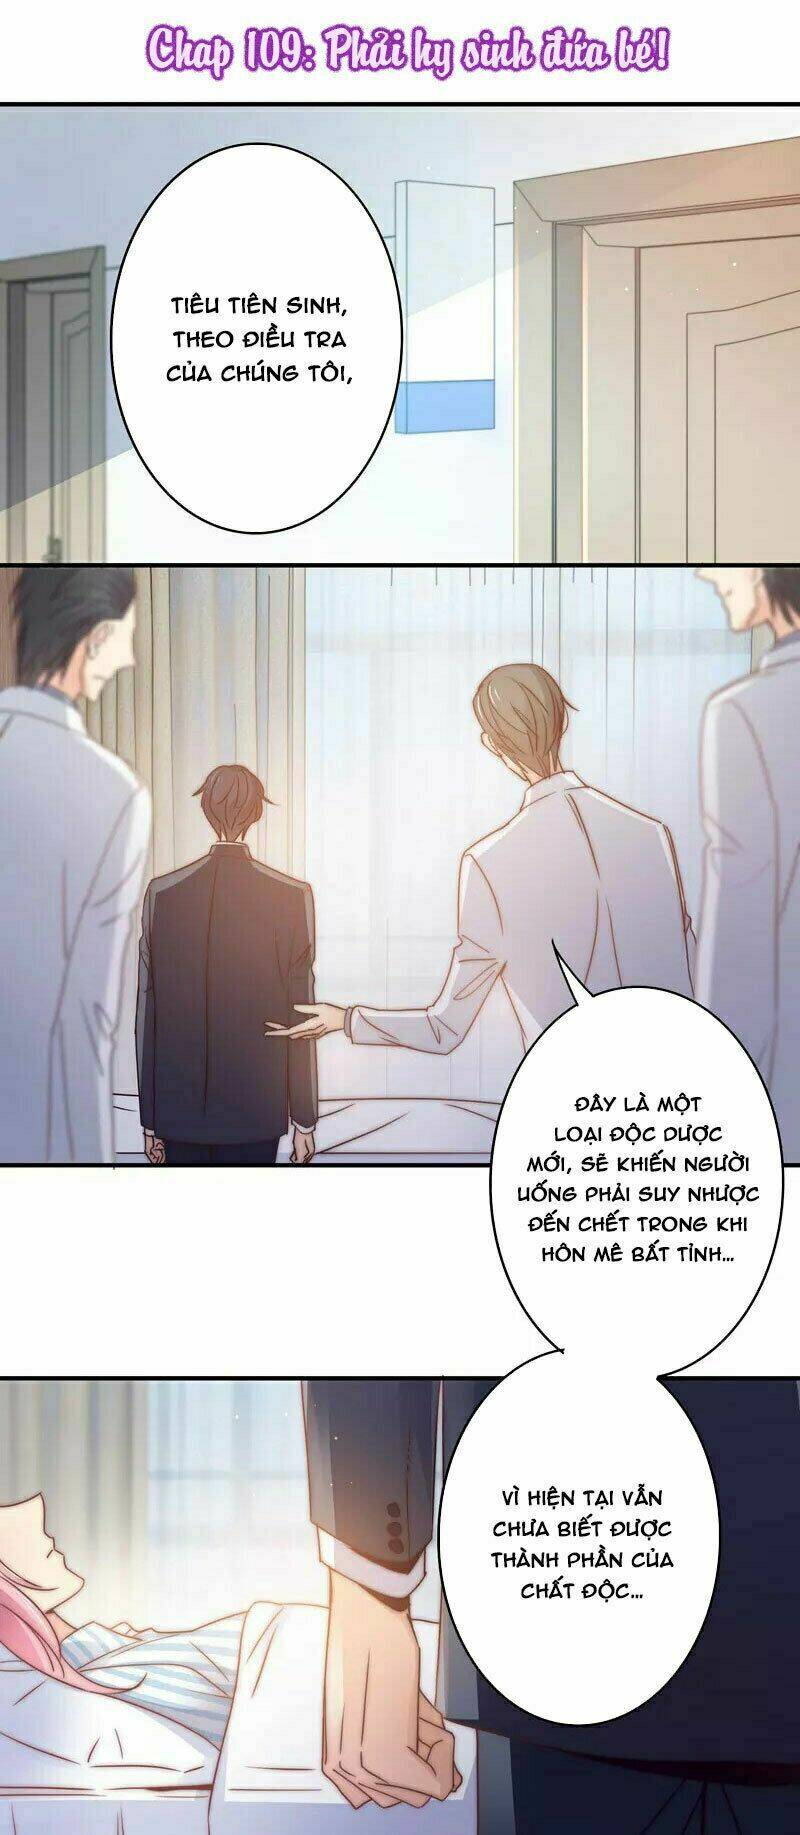 Chap 109: Phải hy sinh đứa bé!
TIÊU TIÊN SINH,
THEO ĐIỀU TRA
CỦA CHÚNG TÔI,
ĐÂY LÀ MỘT
LOẠI ĐỘC DƯỢC
MỚI, SẼ KHIẾN NGƯỜI
UỐNG PHẢI SUY NHƯỢC
ĐẾN CHẾT TRONG KHI
HÔN MÊ BẤT TỈNH...
VÌ HIỆN TẠI VẪN
CHƯA BIẾT ĐƯỢC
THÀNH PHẦN CỦA
CHẤT ĐỘC...